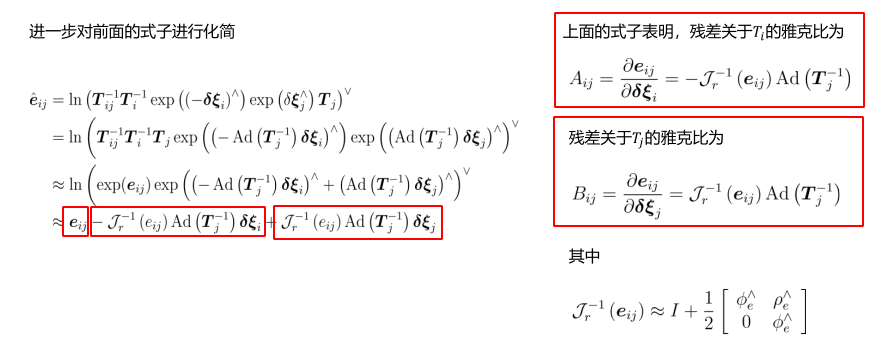 进一步对前面的式子进行化简
$\hat{e}_{ij} = \ln\left(\boldsymbol{T}_{ij}^{-1}\boldsymbol{T}_i^{-1}\exp\left((-\boldsymbol{\delta\xi}_i)^{\wedge}\right)\exp\left(\delta\boldsymbol{\xi}_j^{\wedge}\right)\boldsymbol{T}_j\right)^{\vee}$
$= \ln\left(\boldsymbol{T}_{ij}^{-1}\boldsymbol{T}_i^{-1}\boldsymbol{T}_j\exp\left(\left(-\mathrm{Ad}\left(\boldsymbol{T}_j^{-1}\right)\boldsymbol{\delta\xi}_i\right)^{\wedge}\right)\exp\left(\left(\mathrm{Ad}\left(\boldsymbol{T}_j^{-1}\right)\boldsymbol{\delta\xi}_j\right)^{\wedge}\right)\right)^{\vee}$
$\approx \ln\left(\exp(\boldsymbol{e}_{ij})\exp\left(\left(-\mathrm{Ad}\left(\boldsymbol{T}_j^{-1}\right)\boldsymbol{\delta\xi}_i\right)^{\wedge} + \left(\mathrm{Ad}\left(\boldsymbol{T}_j^{-1}\right)\boldsymbol{\delta\xi}_j\right)^{\wedge}\right)\right)^{\vee}$
$\approx \boldsymbol{e}_{ij} - \mathcal{J}_r^{-1}(e_{ij})\,\mathrm{Ad}\left(\boldsymbol{T}_j^{-1}\right)\boldsymbol{\delta\xi}_i + \mathcal{J}_r^{-1}(e_{ij})\,\mathrm{Ad}\left(\boldsymbol{T}_j^{-1}\right)\boldsymbol{\delta\xi}_j$
上面的式子表明，残差关于$T_i$的雅克比为
$A_{ij} = \frac{\partial \boldsymbol{e}_{ij}}{\partial \boldsymbol{\delta\xi}_i} = -\mathcal{J}_r^{-1}(\boldsymbol{e}_{ij})\,\mathrm{Ad}\left(\boldsymbol{T}_j^{-1}\right)$
残差关于$T_j$的雅克比为
$B_{ij} = \frac{\partial \boldsymbol{e}_{ij}}{\partial \boldsymbol{\delta\xi}_j} = \mathcal{J}_r^{-1}(\boldsymbol{e}_{ij})\,\mathrm{Ad}\left(\boldsymbol{T}_j^{-1}\right)$
其中
$\mathcal{J}_r^{-1}(\boldsymbol{e}_{ij}) \approx I + \frac{1}{2}\begin{bmatrix} \phi_e^{\wedge} & \rho_e^{\wedge} \\ 0 & \phi_e^{\wedge} \end{bmatrix}$